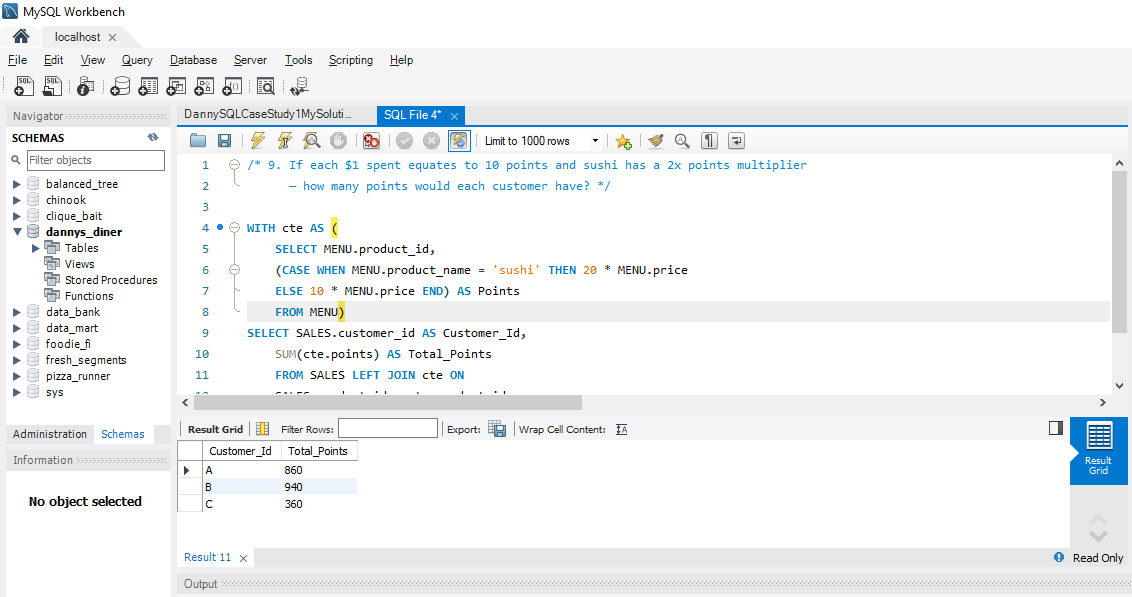 MySQL Workbench
localhost
File Edit View Query Database Server Tools Scripting Help
Navigator
SCHEMAS
Filter objects
balanced_tree
chinook
clique_bait
dannys_diner
Tables
Views
Stored Procedures
Functions
data_bank
data_mart
foodie_fi
fresh_segments
pizza_runner
sys
Administration Schemas
Information
No object selected
DannySQLCaseStudy1MySoluti... SQL File 4*
Limit to 1000 rows
1 /* 9. If each $1 spent equates to 10 points and sushi has a 2x points multiplier
2 — how many points would each customer have? */
3
4 WITH cte AS (
5 SELECT MENU.product_id,
6 (CASE WHEN MENU.product_name = 'sushi' THEN 20 * MENU.price
7 ELSE 10 * MENU.price END) AS Points
8 FROM MENU)
9 SELECT SALES.customer_id AS Customer_Id,
10 SUM(cte.points) AS Total_Points
11 FROM SALES LEFT JOIN cte ON
Result Grid Filter Rows: Export: Wrap Cell Content:
Customer_Id Total_Points
A 860
B 940
C 360
Result Grid
Result 11
Read Only
Output